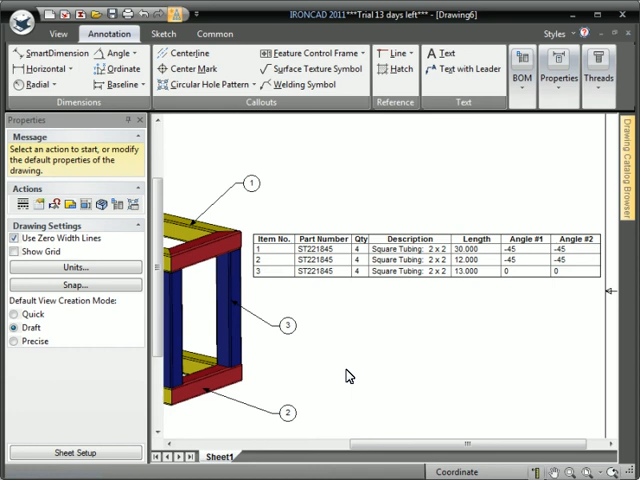 IRONCAD 2011***Trial 13 days left*** - [Drawing6]
View
Annotation
Sketch
Common
Styles
SmartDimension
Angle
Horizontal
Ordinate
Radial
Baseline
Dimensions
Centerline
Center Mark
Circular Hole Pattern
Feature Control Frame
Surface Texture Symbol
Welding Symbol
Callouts
Line
Hatch
Reference
Text
Text with Leader
Text
BOM
Properties
Threads
Properties
Message
Select an action to start, or modify
the default properties of the
drawing.
Actions
Drawing Settings
Use Zero Width Lines
Show Grid
Units...
Snap...
Default View Creation Mode:
Quick
Draft
Precise
Sheet Setup
1
3
2
Item No. Part Number Qty Description Length Angle #1 Angle #2
1 ST221845 4 Square Tubing: 2 x 2 30.000 -45 -45
2 ST221845 4 Square Tubing: 2 x 2 12.000 -45 -45
3 ST221845 4 Square Tubing: 2 x 2 13.000 0 0
Drawing Catalog Browser
Sheet1
Coordinate